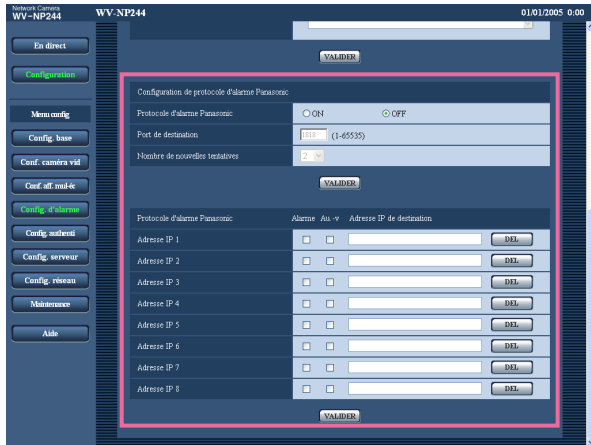 Network Camera
WV-NP244
WV-NP244
01/01/2005 0:00
En direct
Configuration
Menu config
Config. base
Conf. caméra vid
Conf. aff. mul-éc
Config. d'alarme
Config. authenti
Config. serveur
Config. réseau
Maintenance
Aide
VALIDER
Configuration de protocole d'alarme Panasonic
Protocole d'alarme Panasonic ON OFF
Port de destination 1818 (1-65535)
Nombre de nouvelles tentatives 2
VALIDER
Protocole d'alarme Panasonic Alarme Au.-v Adresse IP de destination
Adresse IP 1 DEL
Adresse IP 2 DEL
Adresse IP 3 DEL
Adresse IP 4 DEL
Adresse IP 5 DEL
Adresse IP 6 DEL
Adresse IP 7 DEL
Adresse IP 8 DEL
VALIDER